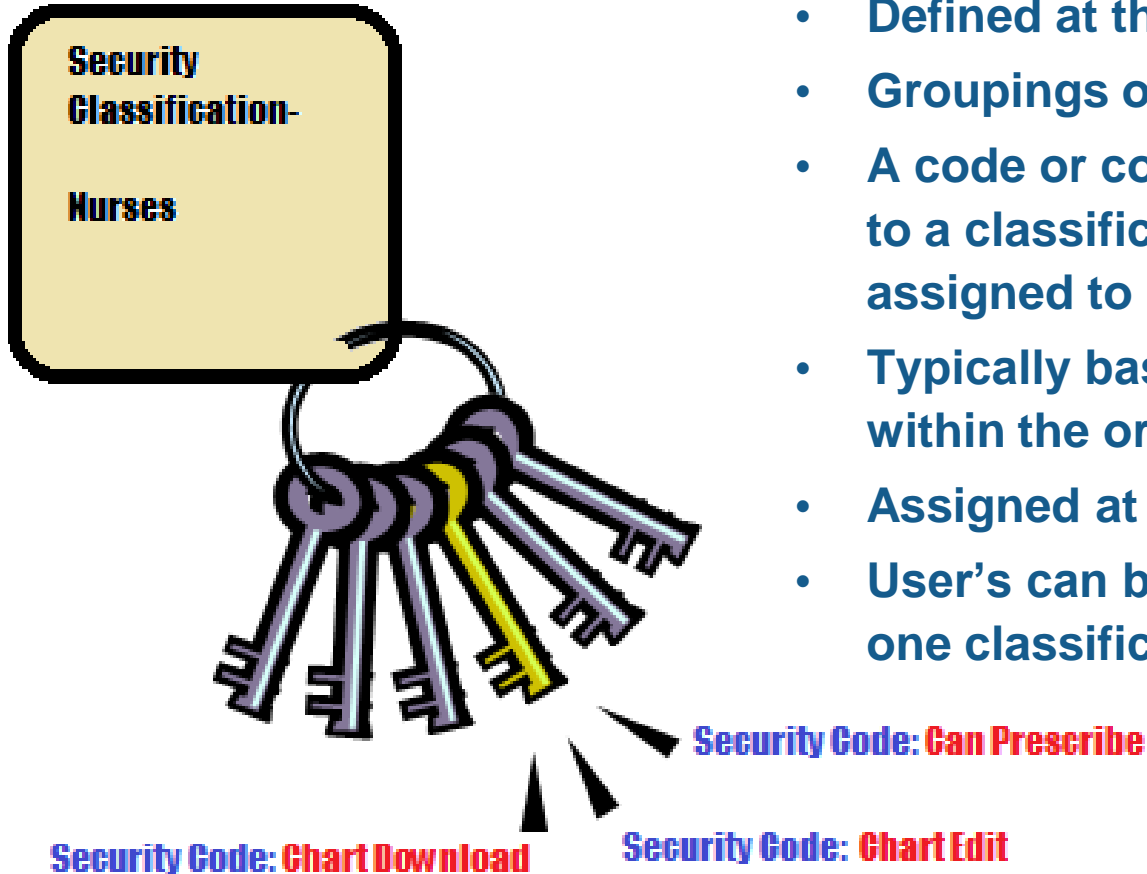 Security
Classification-
Nurses
• Defined at th
• Groupings o
• A code or co
to a classific
assigned to
• Typically bas
within the or
• Assigned at
• User's can b
one classific
Security Code: Can Prescribe
Security Code: Chart Edit
Security Code: Chart Download